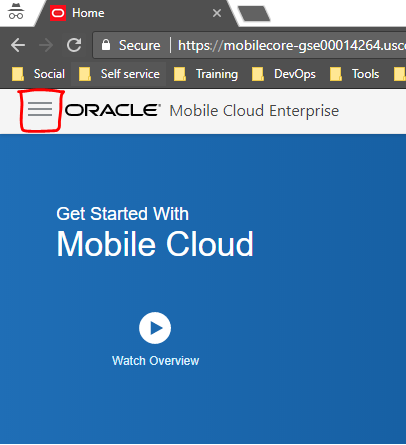 Home
Secure https://mobilecore-gse00014264.usco
Social Self service Training DevOps Tools
ORACLE Mobile Cloud Enterprise
Get Started With
Mobile Cloud
Watch Overview